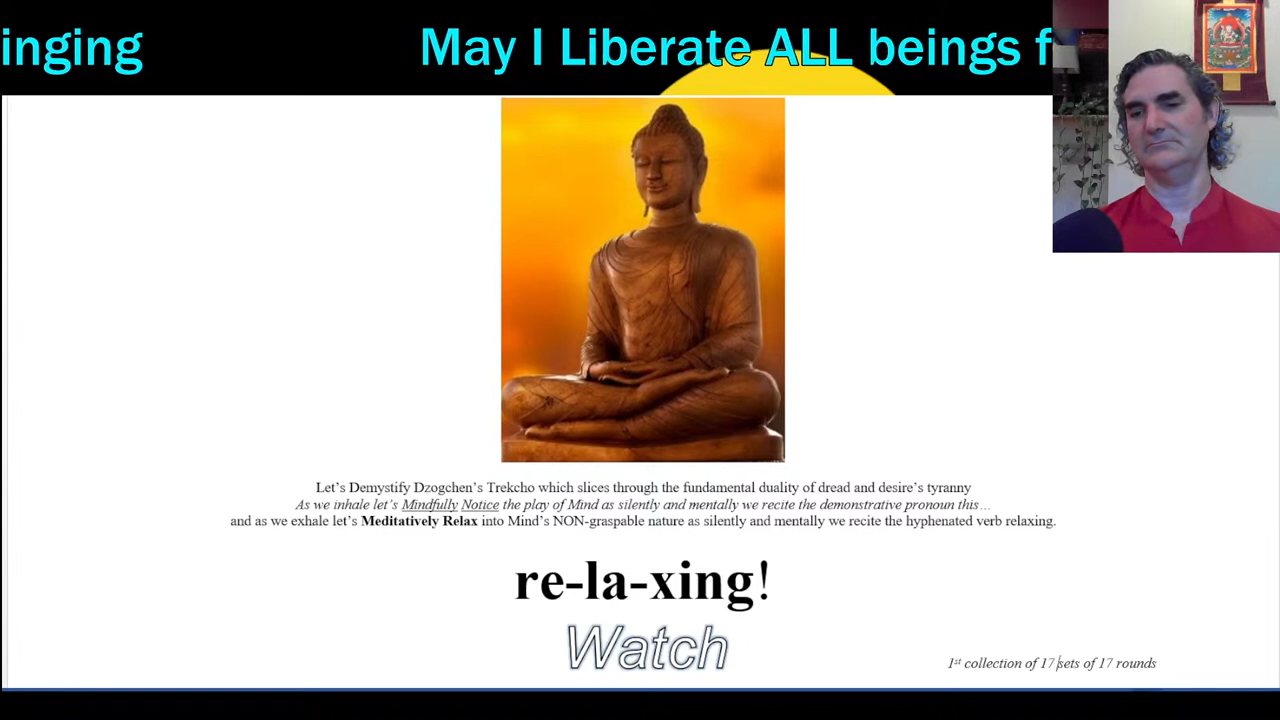 inging May I Liberate ALL beings f
Let's Demystify Dzogchen's Trekcho which slices through the fundamental duality of dread and desire's tyranny
As we inhale let's Mindfully Notice the play of Mind as silently and mentally we recite the demonstrative pronoun this…
and as we exhale let's Meditatively Relax into Mind's NON-graspable nature as silently and mentally we recite the hyphenated verb relaxing.
re-la-xing!
Watch
1st collection of 17 sets of 17 rounds